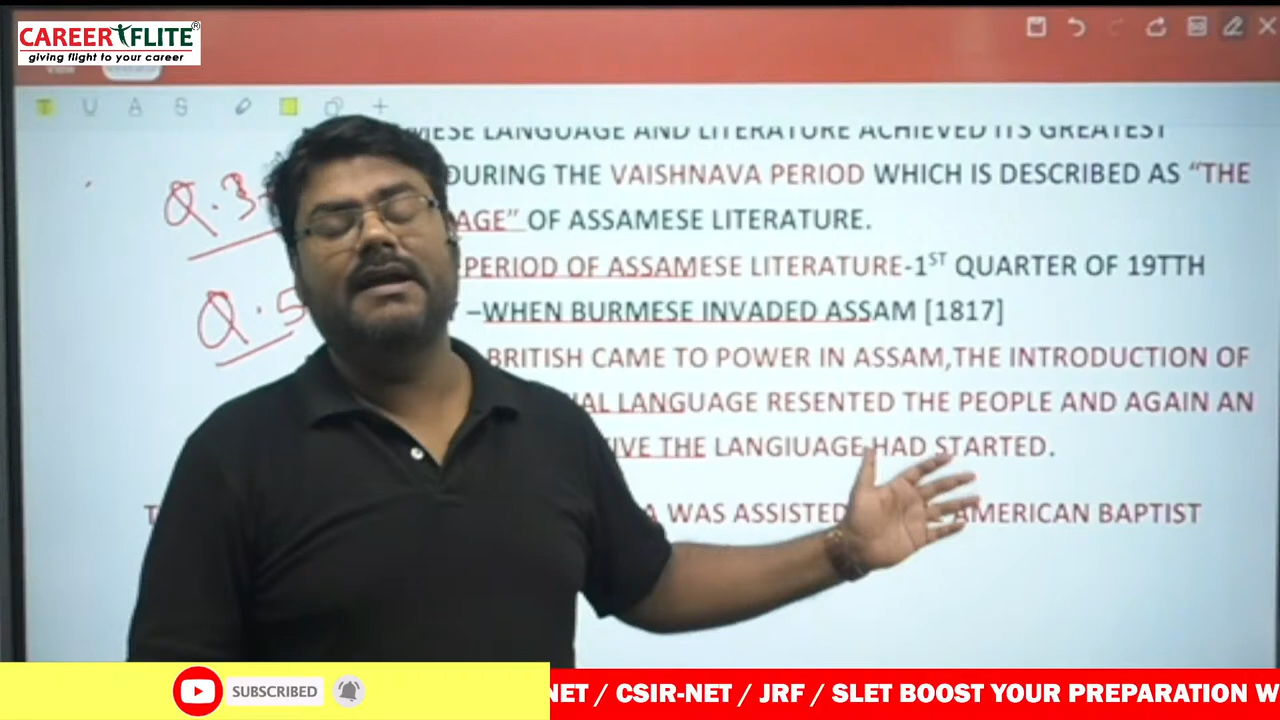 CAREER FLITE®
giving flight to your career
ESE LANGUAGE AND LITERATURE ACHIEVED ITS GREATEST
DURING THE VAISHNAVA PERIOD WHICH IS DESCRIBED AS “THE
Q.3
AGE” OF ASSAMESE LITERATURE.
PERIOD OF ASSAMESE LITERATURE-1ST QUARTER OF 19TTH
Q.5
–WHEN BURMESE INVADED ASSAM [1817]
BRITISH CAME TO POWER IN ASSAM,THE INTRODUCTION OF
AL LANGUAGE RESENTED THE PEOPLE AND AGAIN AN
IVE THE LANGIUAGE HAD STARTED.
T A WAS ASSISTED AMERICAN BAPTIST
SUBSCRIBED
NET / CSIR-NET / JRF / SLET BOOST YOUR PREPARATION W